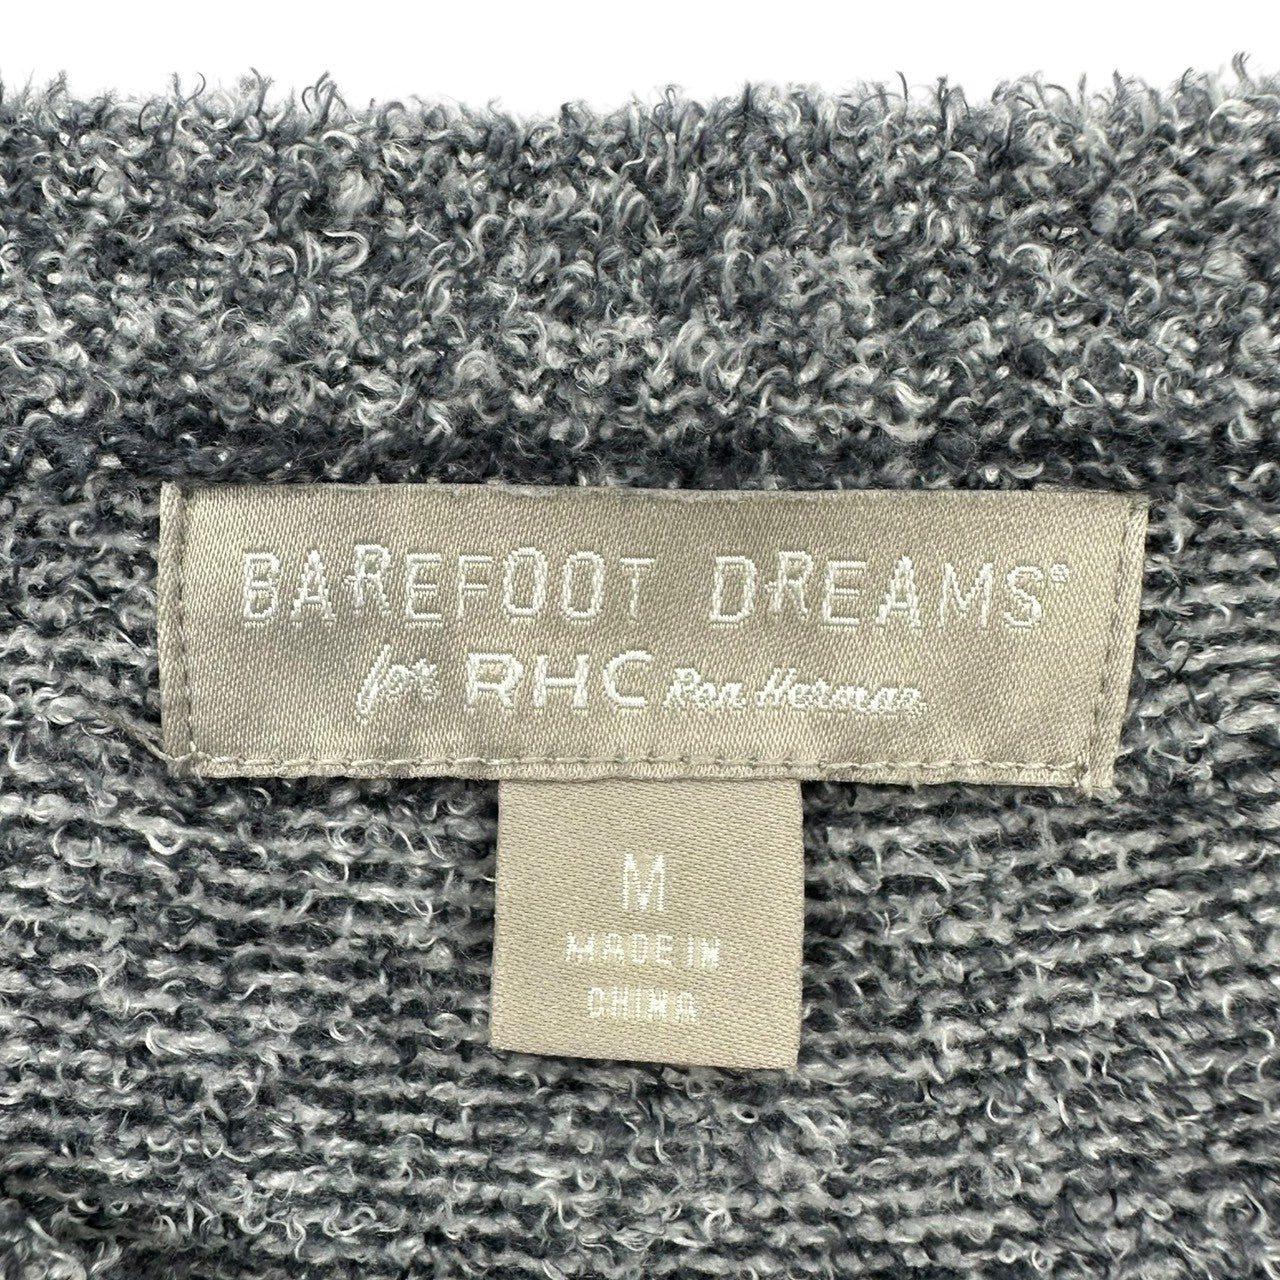 BAREFOOT DREAMS®
for RHC Ron Herman
M
MADE IN
CHINA